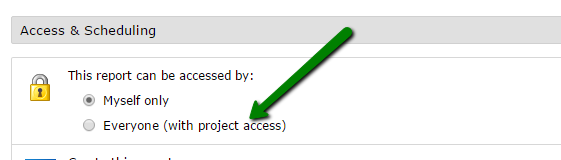 Access & Scheduling
This report can be accessed by:
Myself only
Everyone (with project access)